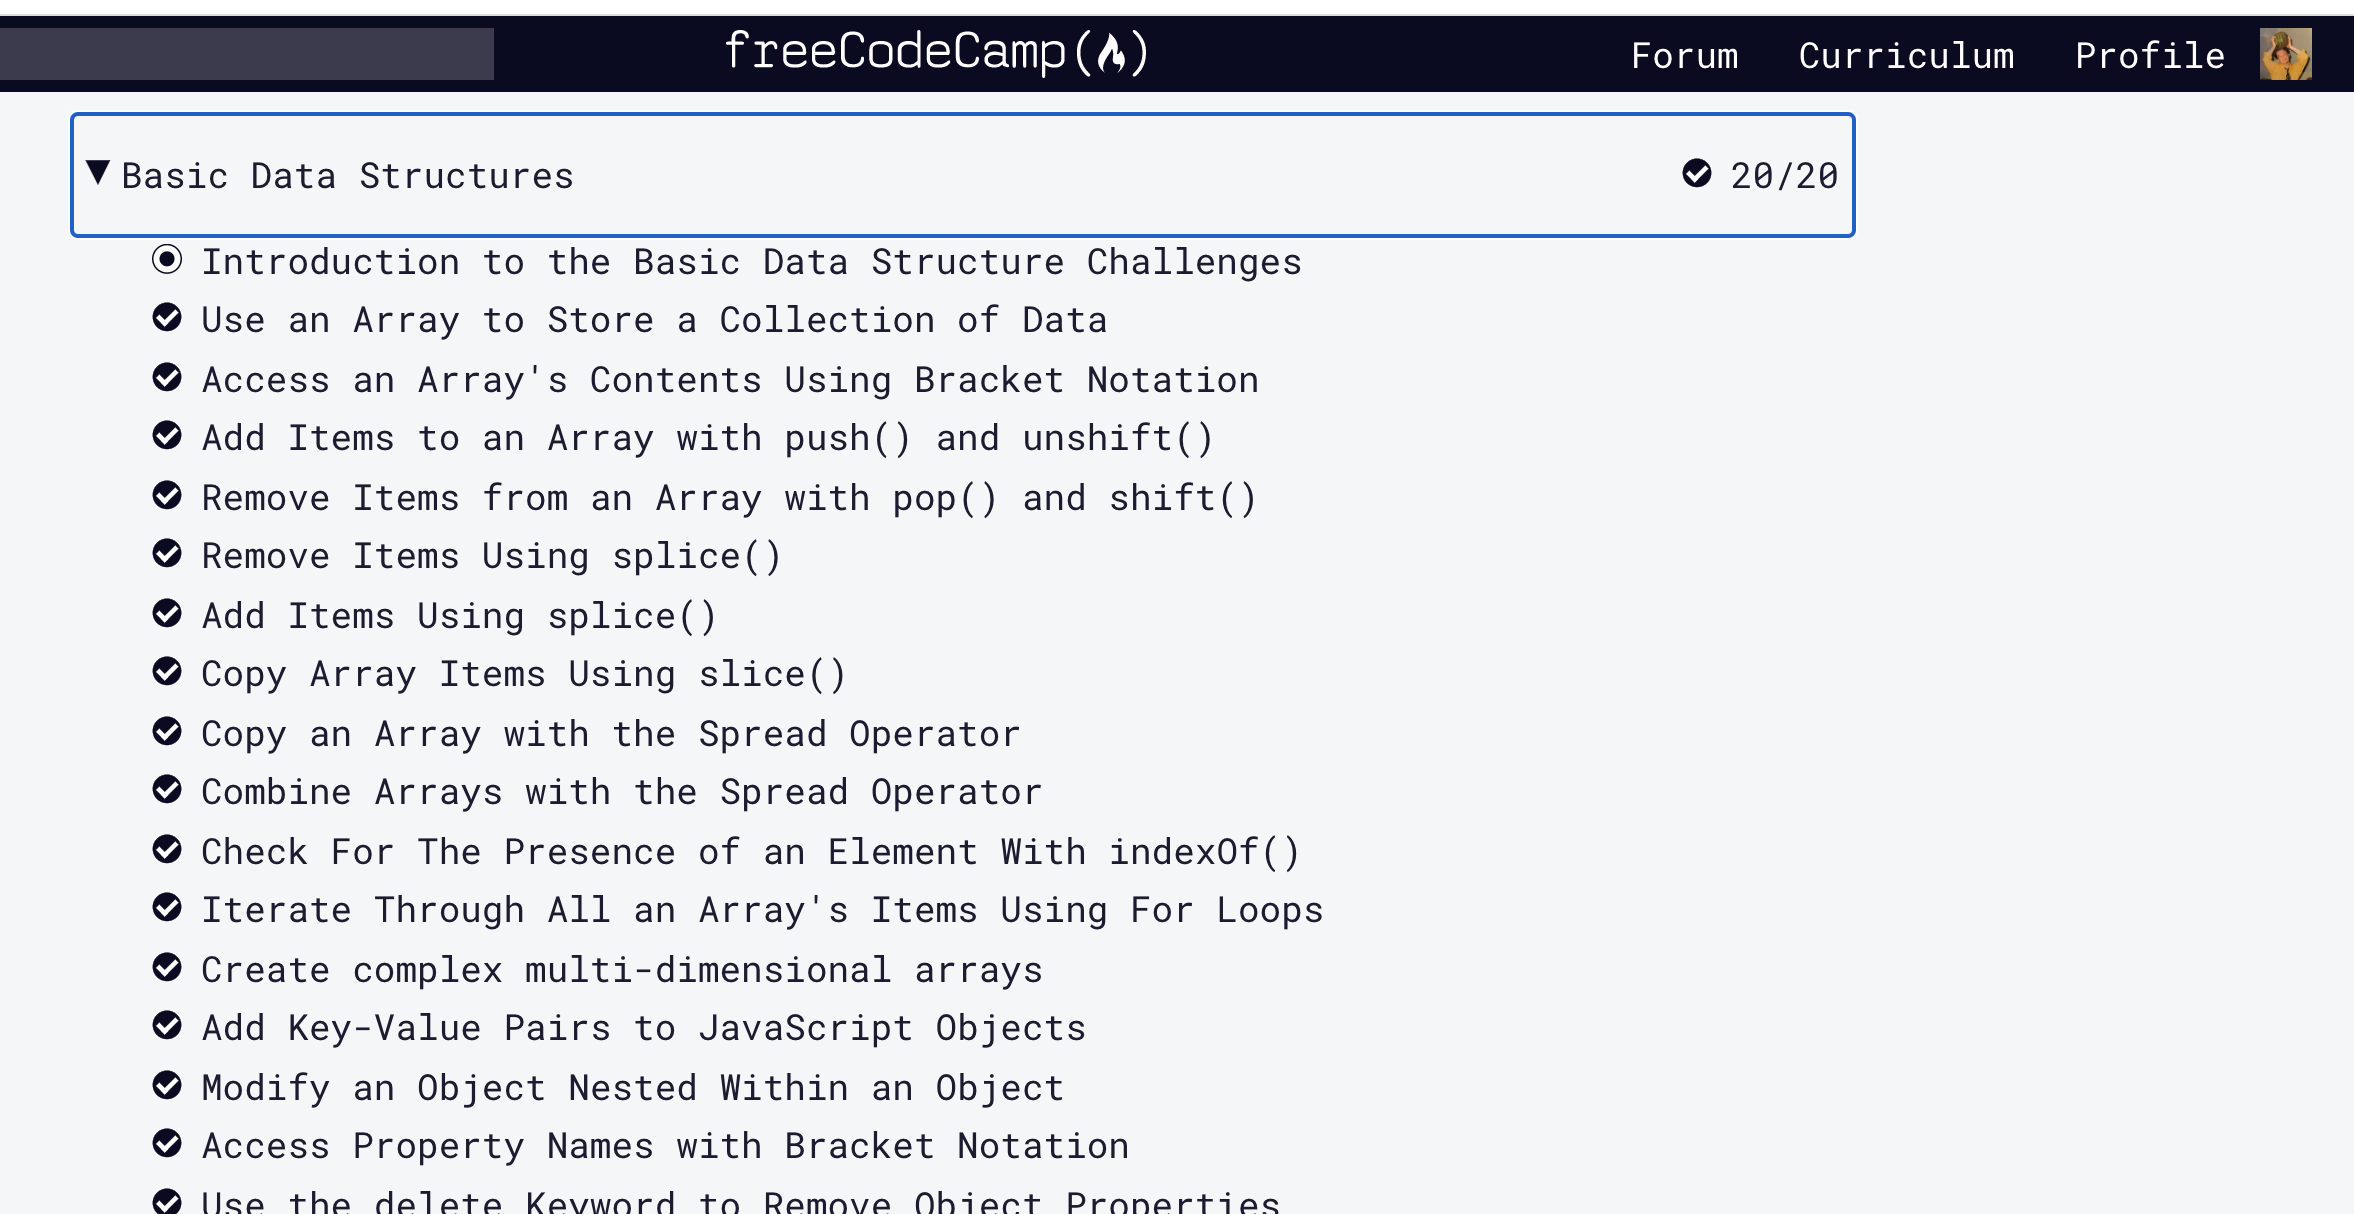 freeCodeCamp
Forum Curriculum Profile
Basic Data Structures 20/20
Introduction to the Basic Data Structure Challenges
Use an Array to Store a Collection of Data
Access an Array's Contents Using Bracket Notation
Add Items to an Array with push() and unshift()
Remove Items from an Array with pop() and shift()
Remove Items Using splice()
Add Items Using splice()
Copy Array Items Using slice()
Copy an Array with the Spread Operator
Combine Arrays with the Spread Operator
Check For The Presence of an Element With indexOf()
Iterate Through All an Array's Items Using For Loops
Create complex multi-dimensional arrays
Add Key-Value Pairs to JavaScript Objects
Modify an Object Nested Within an Object
Access Property Names with Bracket Notation
Use the delete Keyword to Remove Object Properties